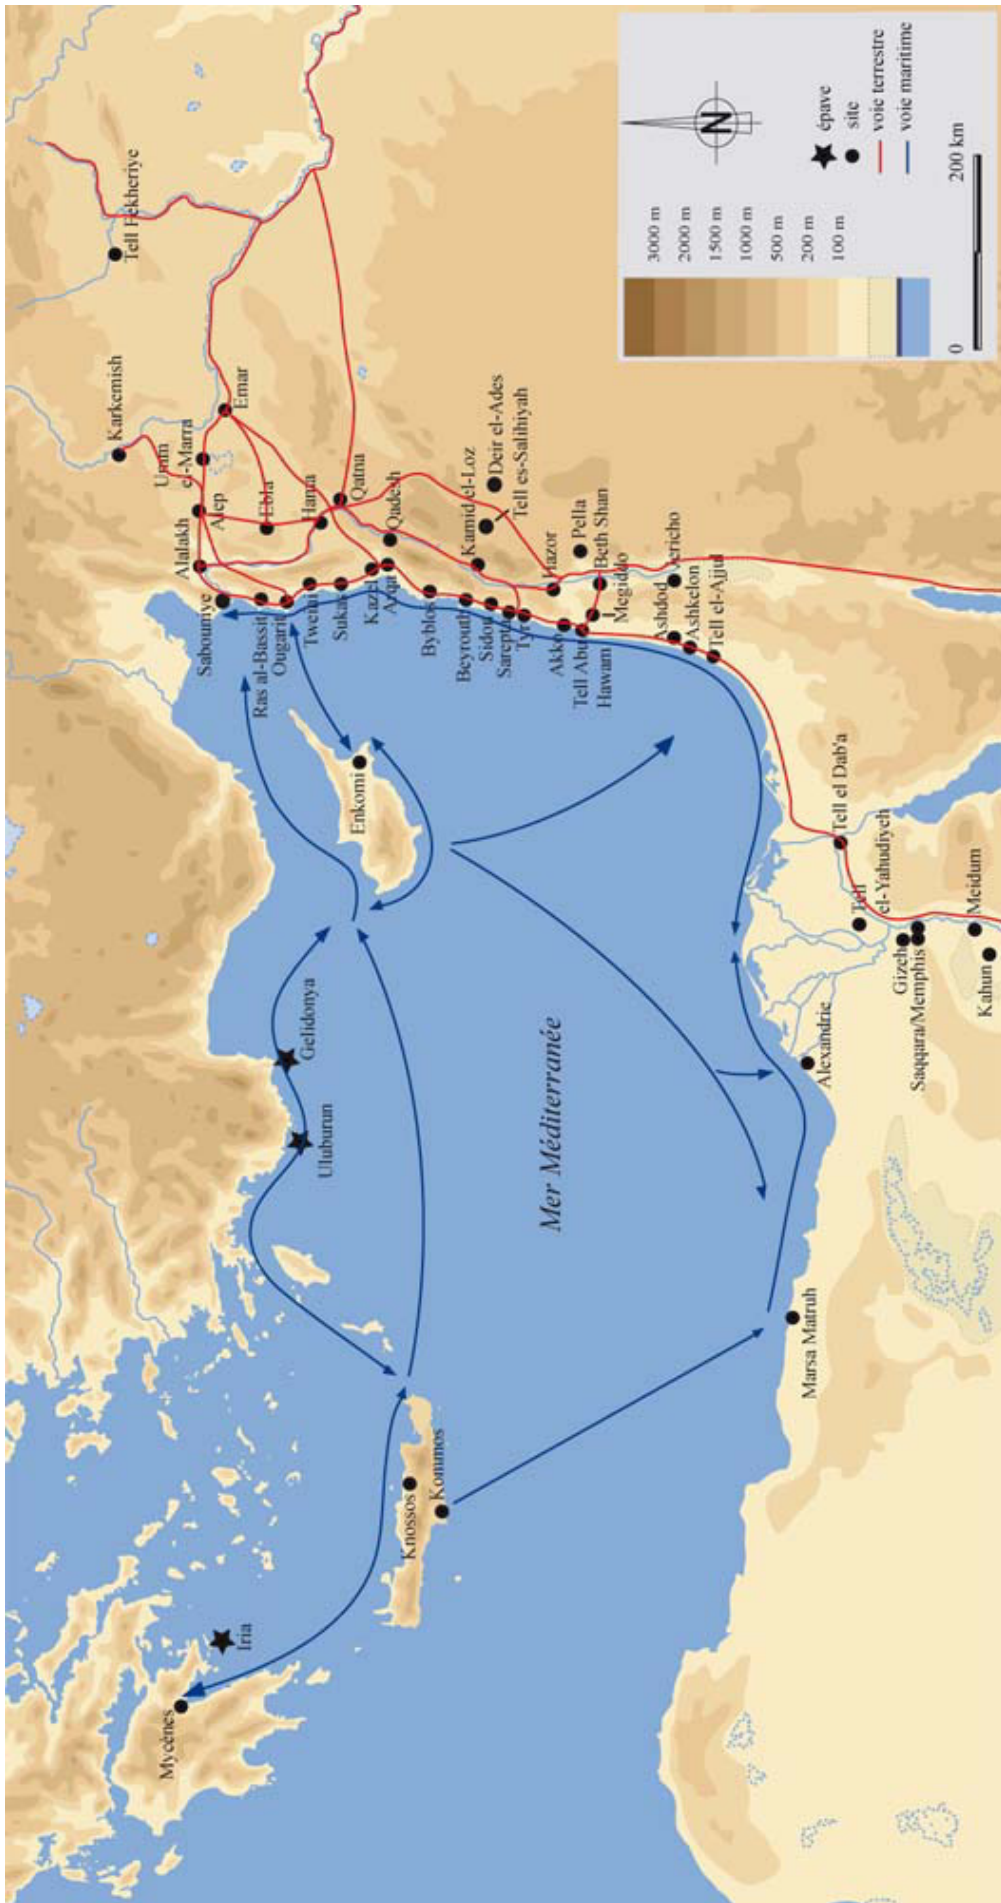 Mycènes
Iria
Knossos
Kommos
Uluburun
Gelidonya
Mer Méditerranée
Marsa Matruh
Alexandrie
Enkomi
Karkemish
Tell Fekheriye
Umm
el-Marra
Emar
Alalakh
Alep
Ebla
Hama
Qatna
Sabouniye
Ras al-Bassit
Ougarit
Tweini
Sukas
Kazel
Arqa
Qadesh
Byblos
Beyrouth
Sidon
Sarepta
Tyr
Kamid el-Loz
Deir el-Ades
Tell es-Salihiyah
Hazor
Akko
Tell Abu
Hawam
Pella
Beth Shan
Megiddo
Jericho
Ashdod
Ashkelon
Tell el-Ajjul
Tell el Dab'a
Tell
el-Yahudiyeh
Gizeh
Saqqara/Memphis
Meidum
Kahun
3000 m
2000 m
1500 m
1000 m
500 m
200 m
100 m
N
épave
site
voie terrestre
voie maritime
0
200 km